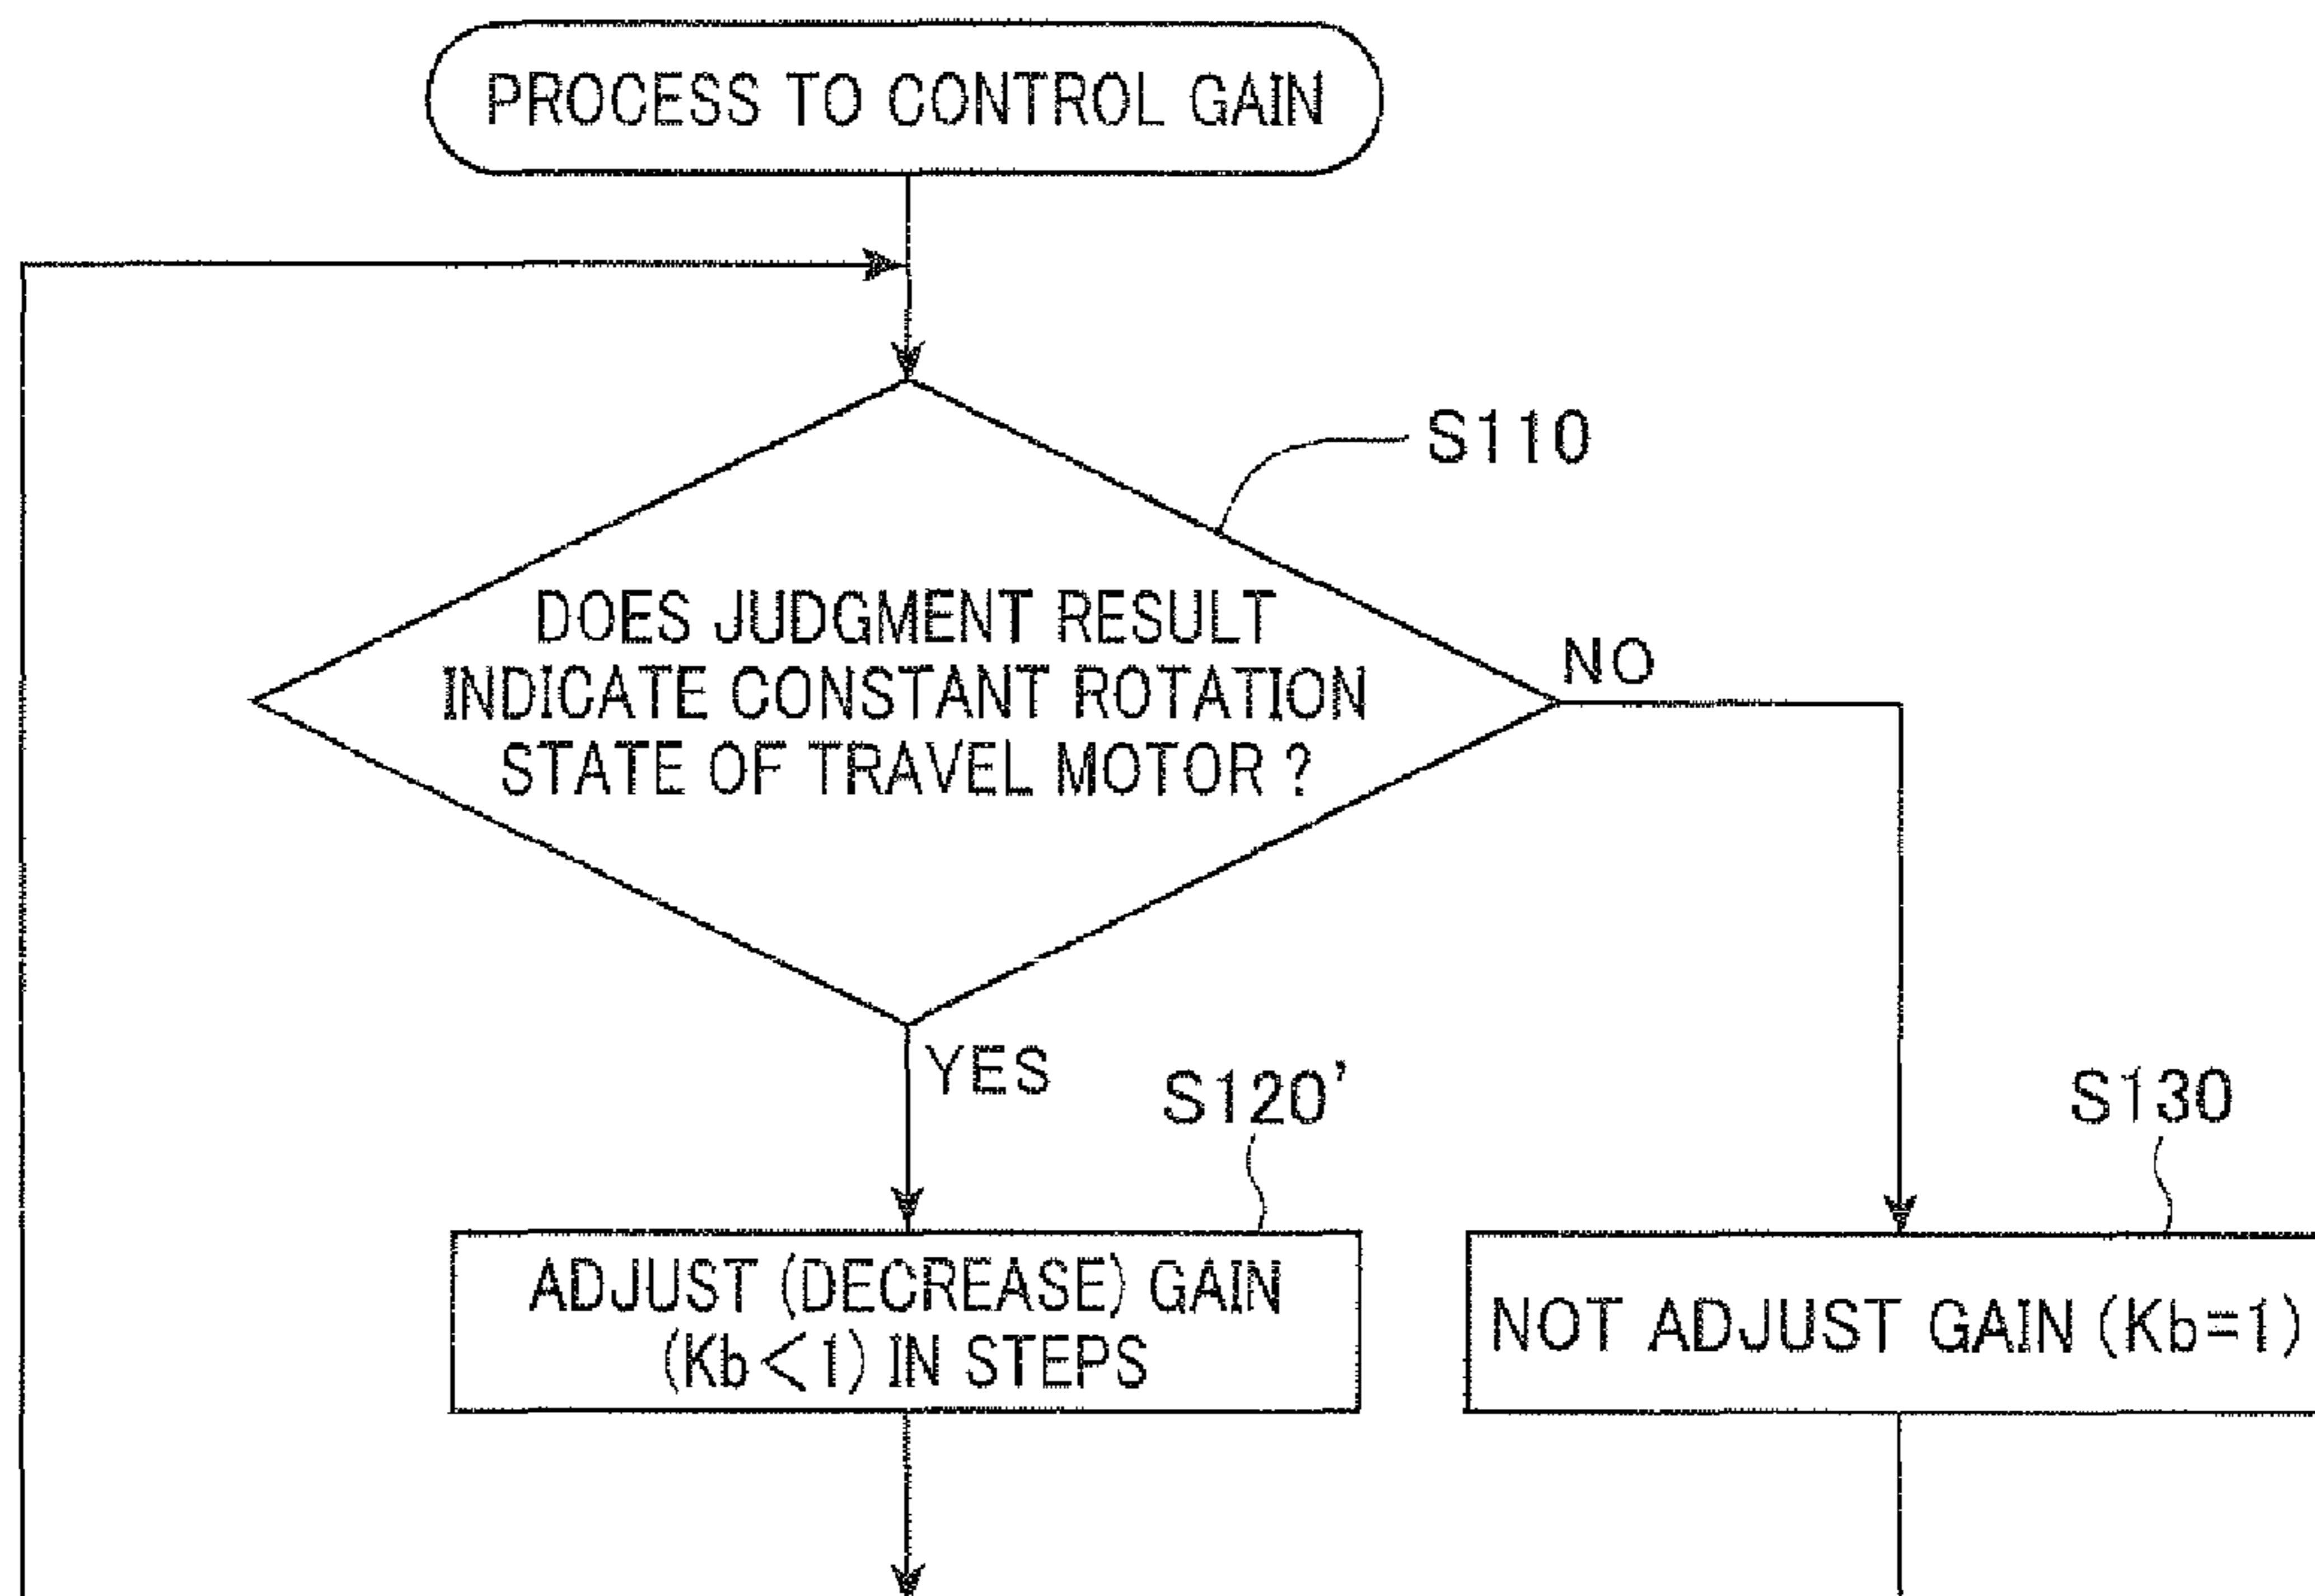 PROCESS TO CONTROL GAIN
S110
DOES JUDGMENT RESULT
INDICATE CONSTANT ROTATION
STATE OF TRAVEL MOTOR ?
NO
YES
S120'
S130
ADJUST (DECREASE) GAIN
(Kb<1) IN STEPS
NOT ADJUST GAIN (Kb=1)